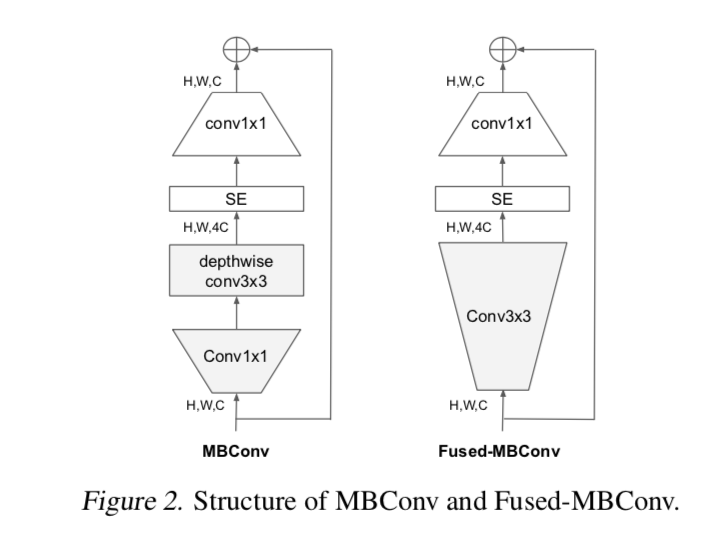 H,W,C
conv1x1
SE
H,W,4C
depthwise
conv3x3
Conv1x1
H,W,C
MBConv
H,W,C
conv1x1
SE
H,W,4C
Conv3x3
H,W,C
Fused-MBConv
Figure 2. Structure of MBConv and Fused-MBConv.